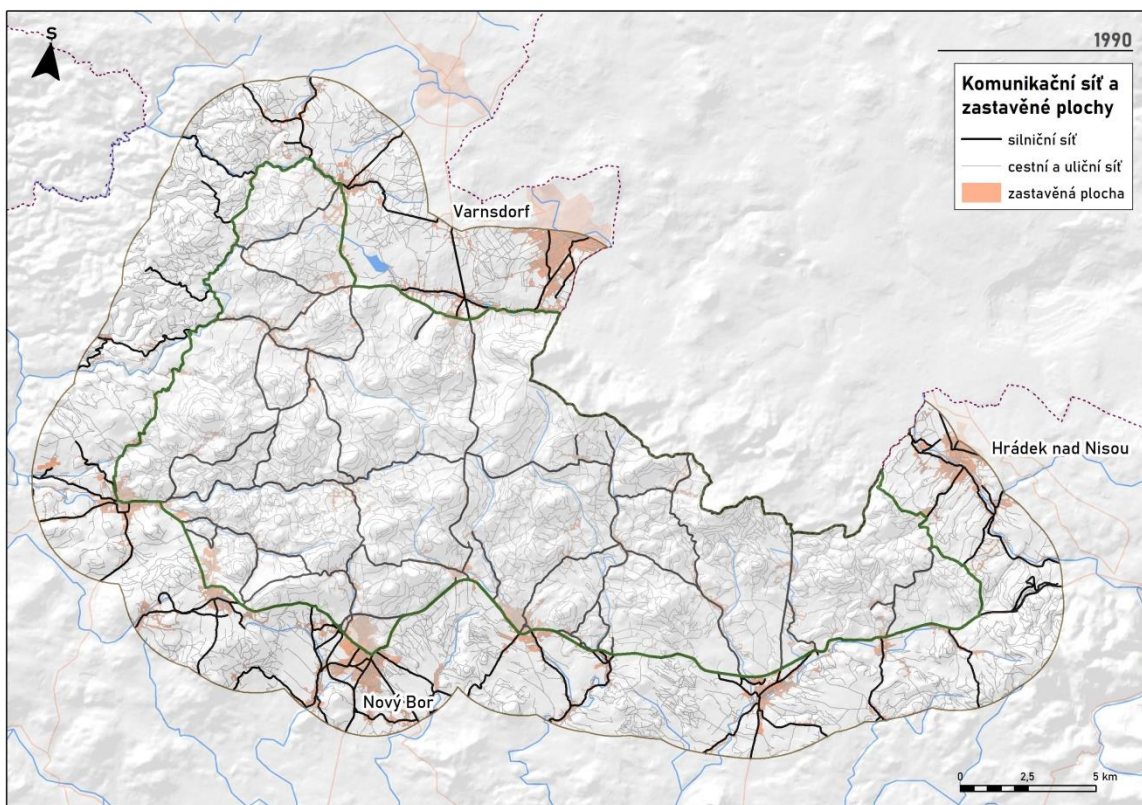 S
1990
Komunikační síť a
zastavěné plochy
silniční síť
cestní a uliční síť
zastavěná plocha
Varnsdorf
Hrádek nad Nisou
Nový Bor
0 2,5 5 km